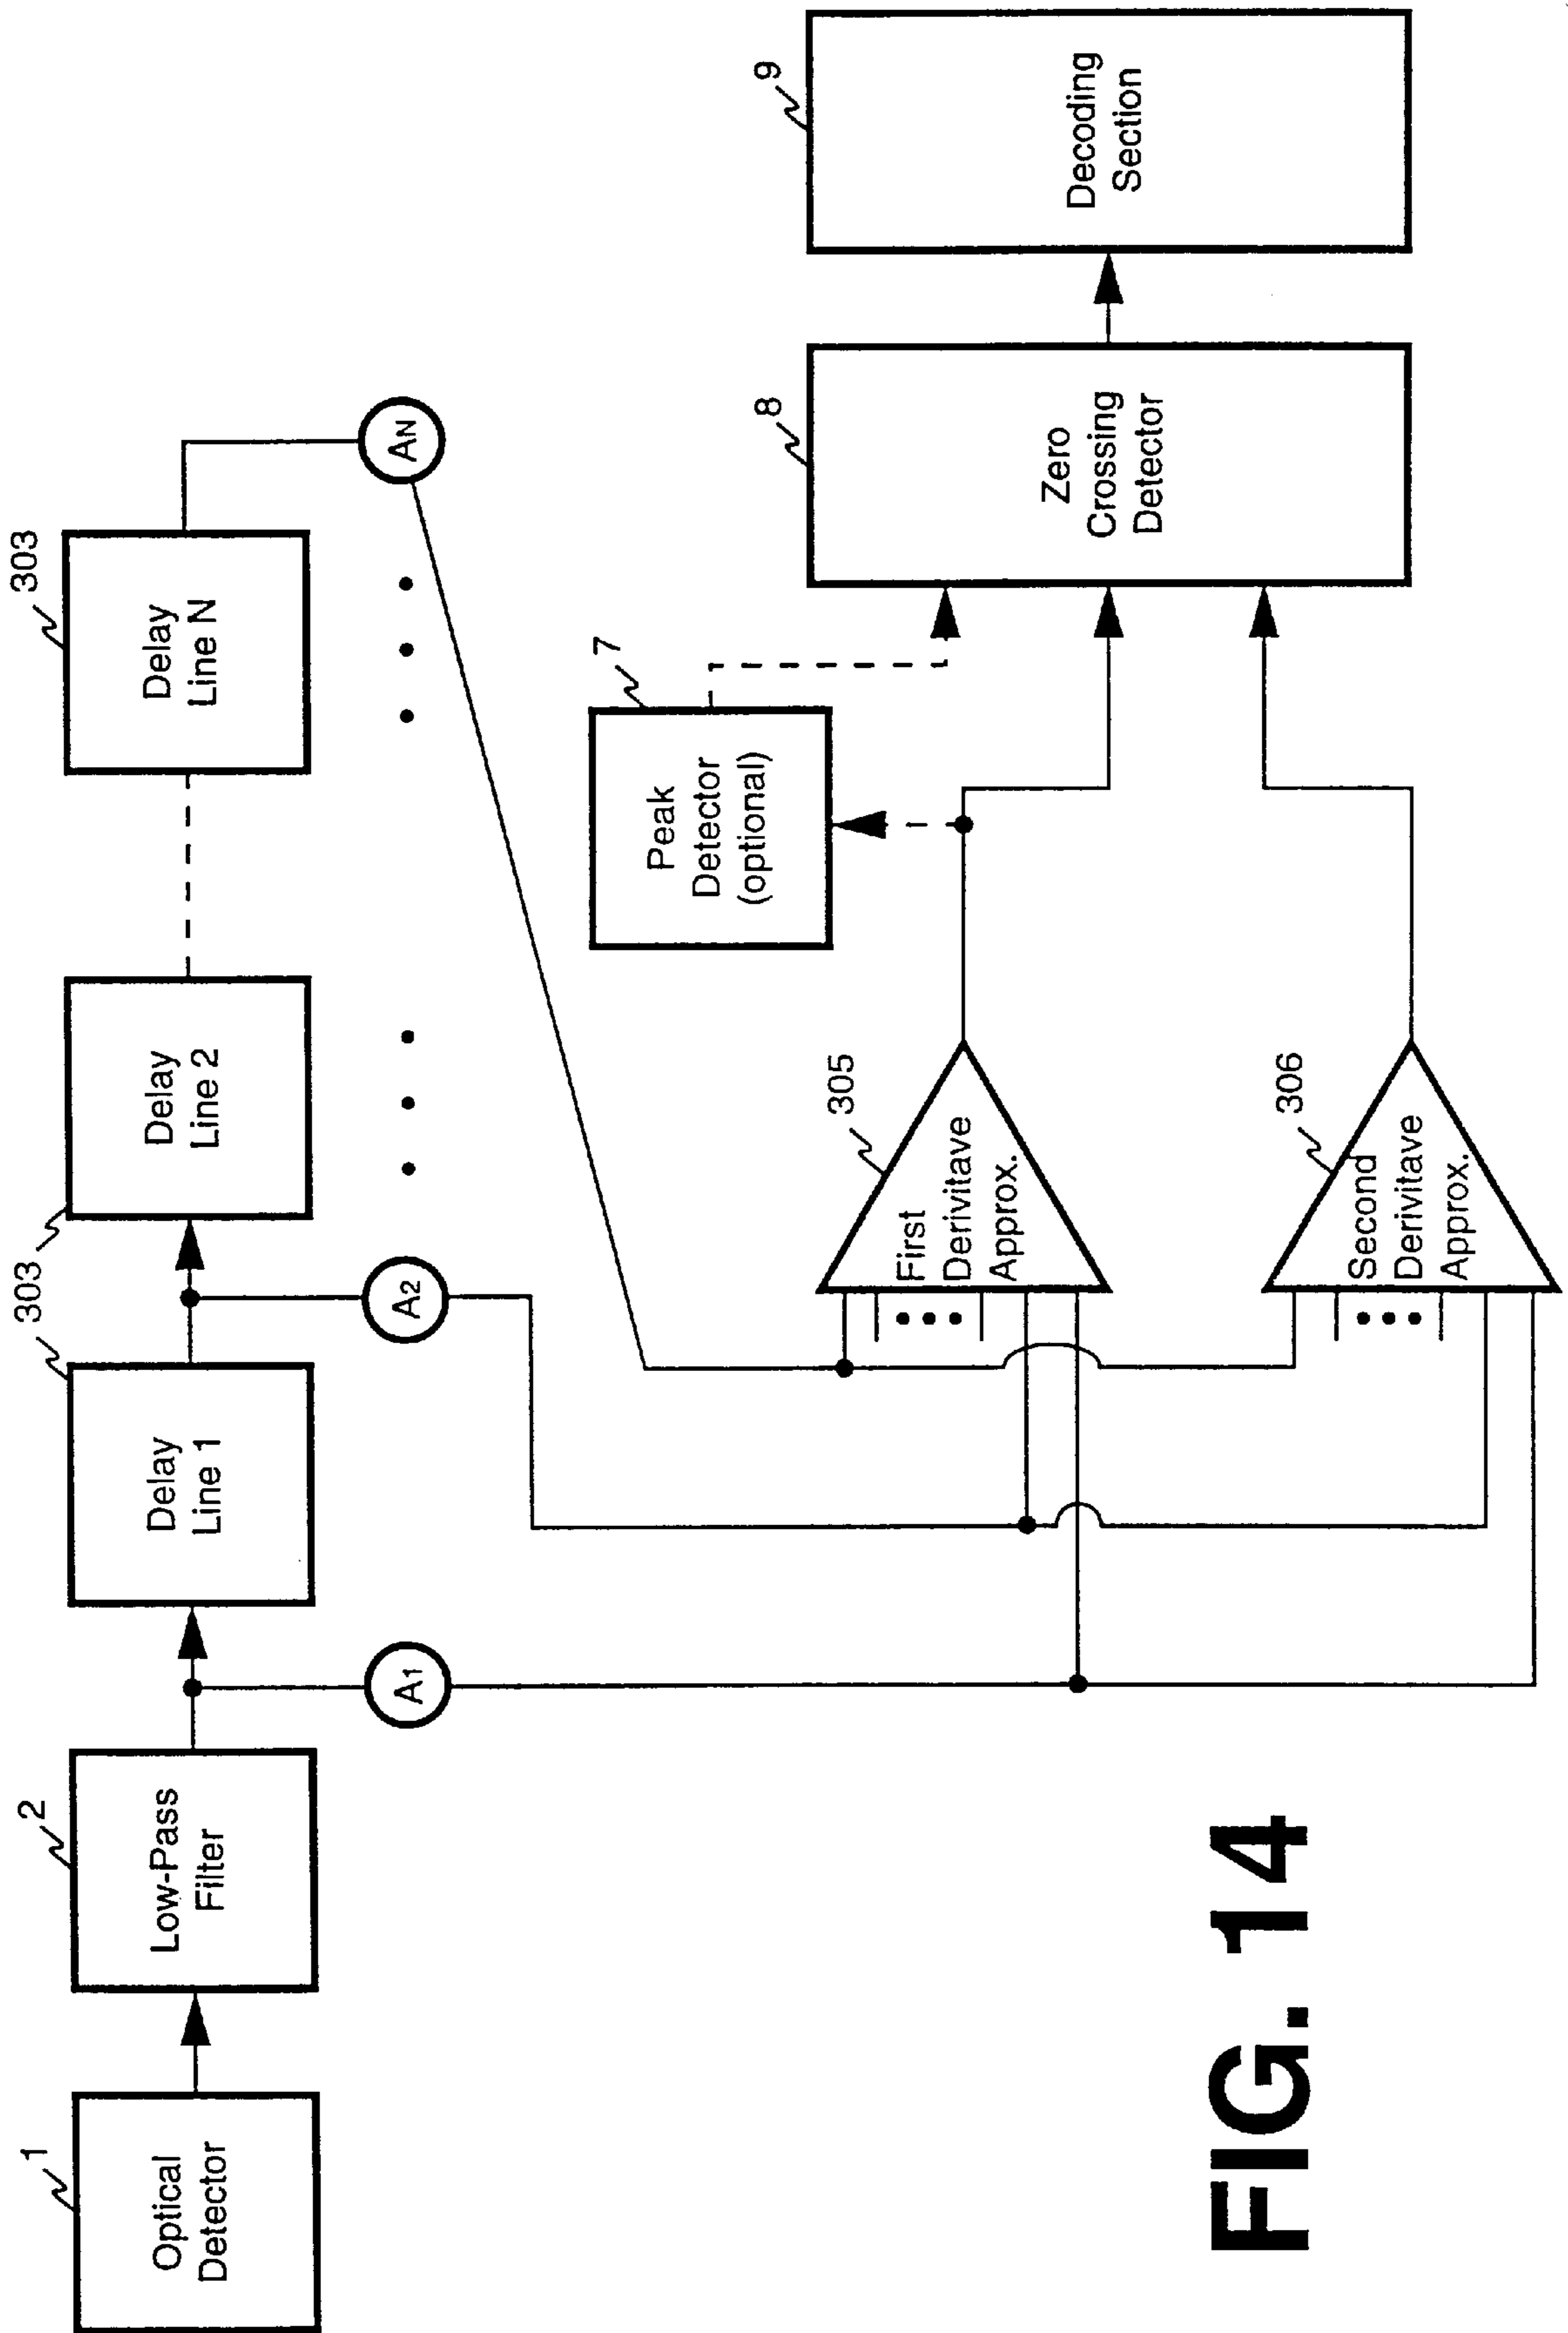 1
Optical
Detector
2
Low-Pass
Filter
303
Delay
Line 1
303
Delay
Line 2
303
Delay
Line N
A1
A2
AN
7
Peak
Detector
(optional)
305
First
Derivitave
Approx.
306
Second
Derivitave
Approx.
8
Zero
Crossing
Detector
9
Decoding
Section
FIG. 14